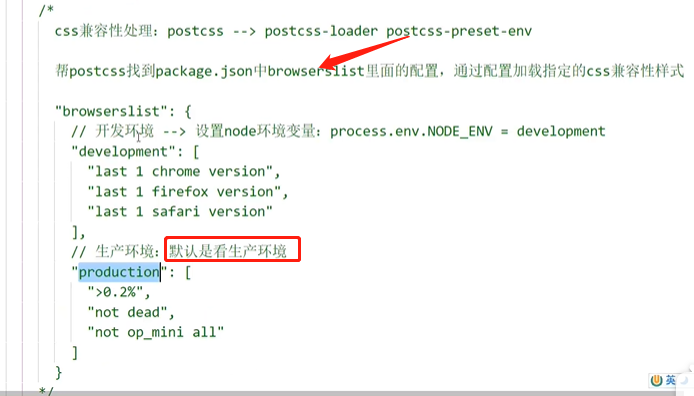 /*
css兼容性处理：postcss --> postcss-loader postcss-preset-env
帮postcss找到package.json中browserslist里面的配置，通过配置加载指定的css兼容性样式
"browserslist": {
// 开发环境 --> 设置node环境变量：process.env.NODE_ENV = development
"development": [
"last 1 chrome version",
"last 1 firefox version",
"last 1 safari version"
],
// 生产环境：默认是看生产环境
"production": [
">0.2%",
"not dead",
"not op_mini all"
]
}
*/
英